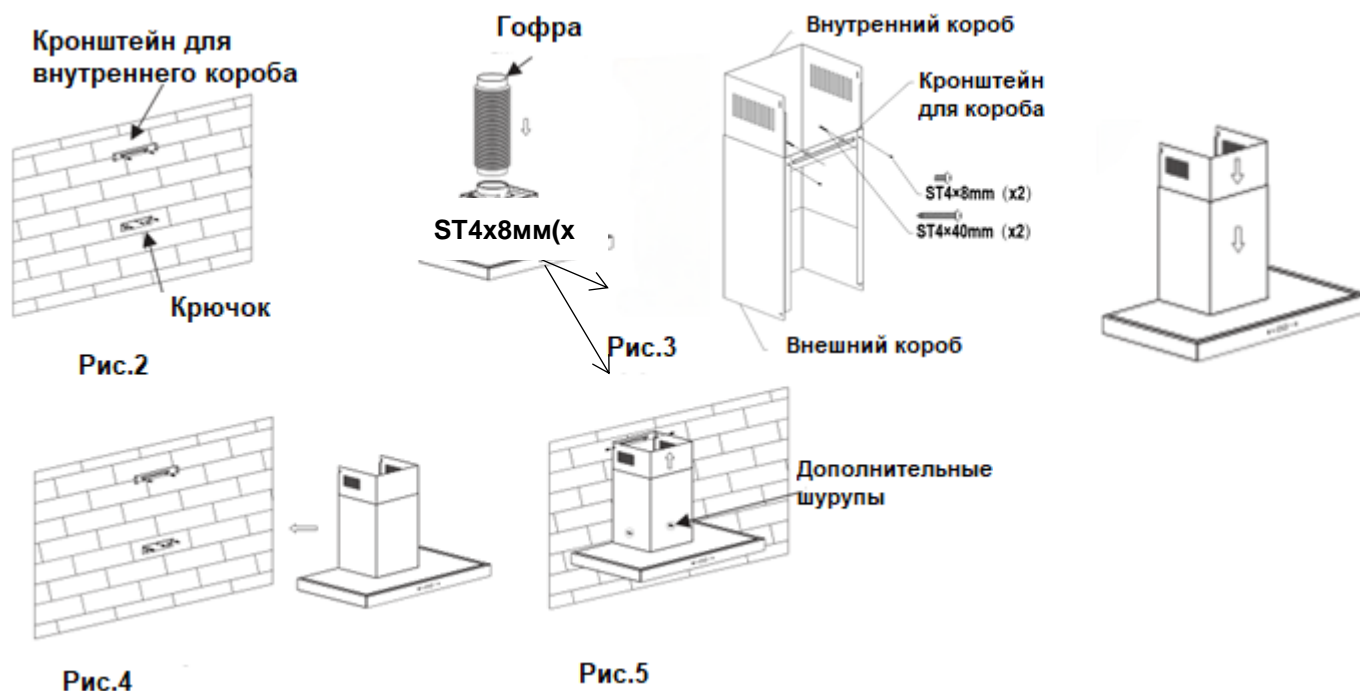 Кронштейн для
внутреннего короба
Крючок
Рис.2
Гофра
ST4х8мм(х
Рис.3
Внутренний короб
Кронштейн
для короба
ST4×8mm (x2)
ST4×40mm (x2)
Внешний короб
Рис.4
Дополнительные
шурупы
Рис.5